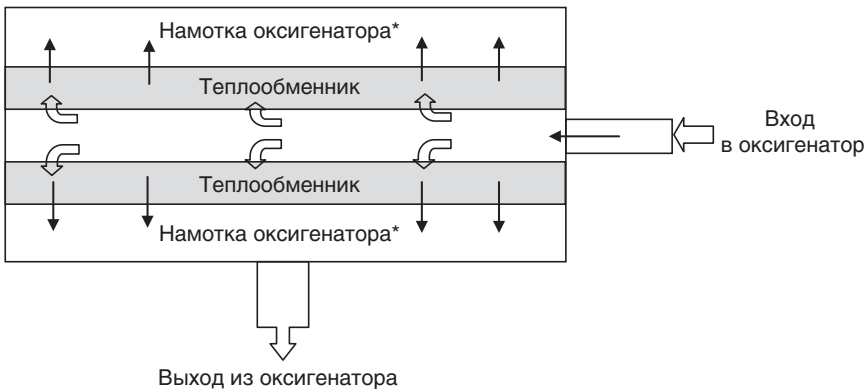 Намотка оксигенатора*
Теплообменник
Вход
в оксигенатор
Теплообменник
Намотка оксигенатора*
Выход из оксигенатора